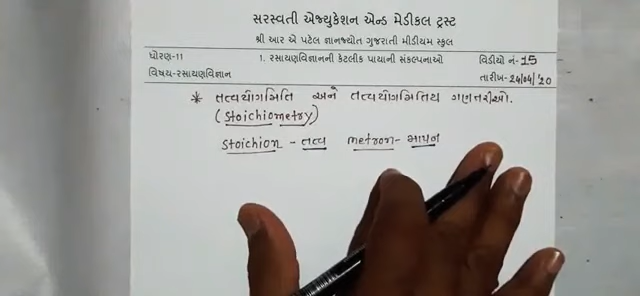 સરસ્વતી એજ્યુકેશન એન્ડ મેડીકલ ટ્રસ્ટ
શ્રી આર એ પટેલ જ્ઞાનજ્યોત ગુજરાતી મીડીયમ સ્કુલ
ધોરણ-11 1. રસાયણવિજ્ઞાનની કેટલીક પાયાની સંકલ્પનાઓ વિડીયો નં-15
વિષય-રસાયણવિજ્ઞાન તારીખ-24/04/'20
* તત્વયોગમિતિ અને તત્વયોગમિતિય ગણતરીઓ.
(Stoichiometry)
Stoichion - તત્વ metron - માપન